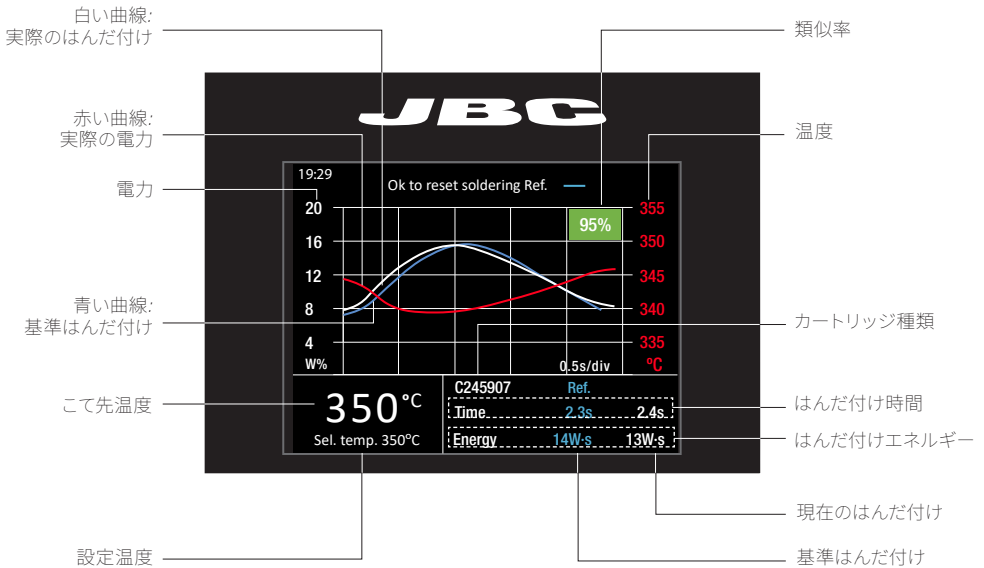 白い曲線:
実際のはんだ付け
類似率
JBC
赤い曲線:
実際の電力
温度
19:29
Ok to reset soldering Ref.
電力
20
355
95%
16
350
12
345
青い曲線:
基準はんだ付け
8
340
カートリッジ種類
4
335
W%
0.5s/div
ºC
C245907
Ref.
こて先温度
350°C
Time
2.3s
2.4s
はんだ付け時間
Sel. temp. 350ºC
Energy
14W·s
13W·s
はんだ付けエネルギー
現在のはんだ付け
設定温度
基準はんだ付け